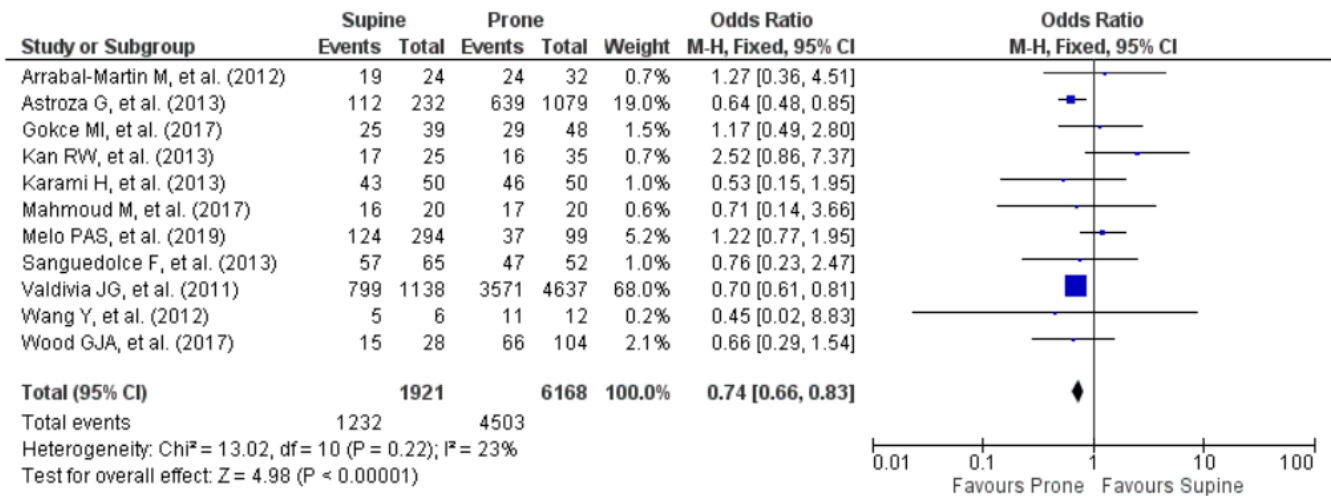 Supine Prone Odds Ratio Odds Ratio
Study or Subgroup Events Total Events Total Weight M-H, Fixed, 95% CI M-H, Fixed, 95% CI
Arrabal-Martin M, et al. (2012) 19 24 24 32 0.7% 1.27 [0.36, 4.51]
Astroza G, et al. (2013) 112 232 639 1079 19.0% 0.64 [0.48, 0.85]
Gokce MI, et al. (2017) 25 39 29 48 1.5% 1.17 [0.49, 2.80]
Kan RW, et al. (2013) 17 25 16 35 0.7% 2.52 [0.86, 7.37]
Karami H, et al. (2013) 43 50 46 50 1.0% 0.53 [0.15, 1.95]
Mahmoud M, et al. (2017) 16 20 17 20 0.6% 0.71 [0.14, 3.66]
Melo PAS, et al. (2019) 124 294 37 99 5.2% 1.22 [0.77, 1.95]
Sanguedolce F, et al. (2013) 57 65 47 52 1.0% 0.76 [0.23, 2.47]
Valdivia JG, et al. (2011) 799 1138 3571 4637 68.0% 0.70 [0.61, 0.81]
Wang Y, et al. (2012) 5 6 11 12 0.2% 0.45 [0.02, 8.83]
Wood GJA, et al. (2017) 15 28 66 104 2.1% 0.66 [0.29, 1.54]
Total (95% CI) 1921 6168 100.0% 0.74 [0.66, 0.83]
Total events 1232 4503
Heterogeneity: Chi² = 13.02, df = 10 (P = 0.22); I² = 23%
Test for overall effect: Z = 4.98 (P < 0.00001)
0.01 0.1 1 10 100
Favours Prone Favours Supine